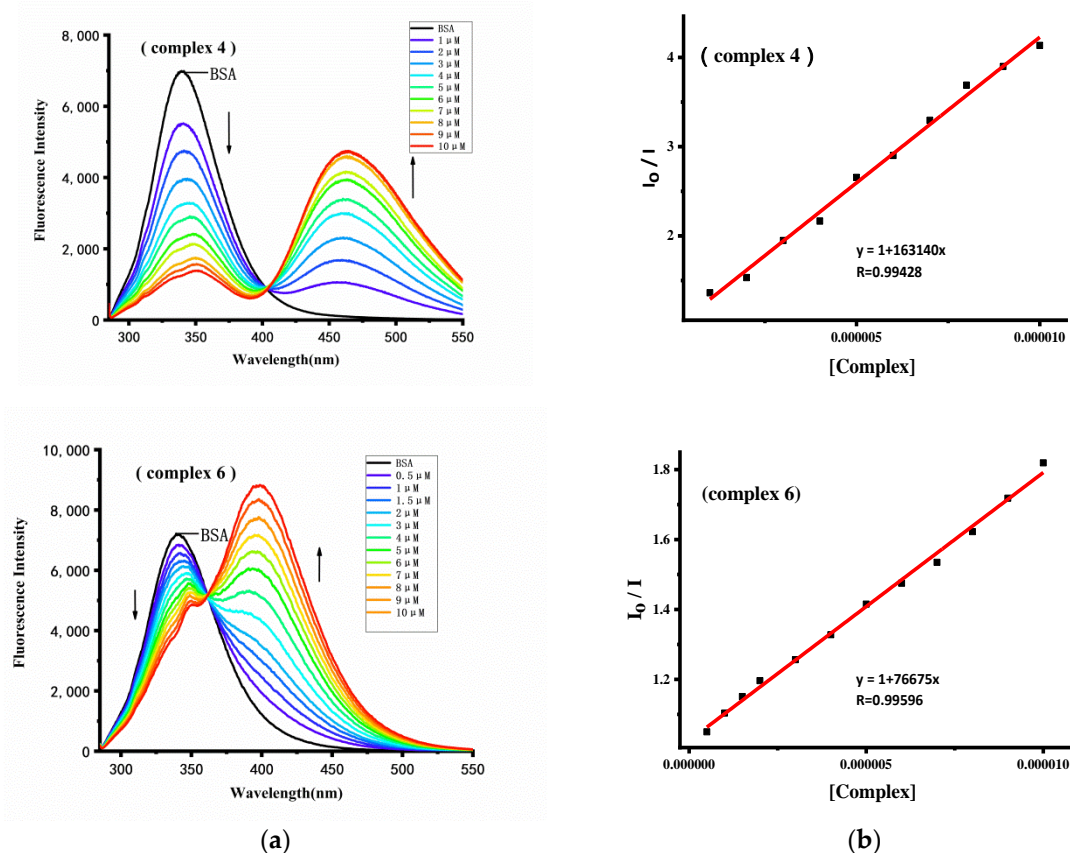 ( complex 4 )
BSA
BSA
1 μM
2 μM
3 μM
4 μM
5 μM
6 μM
7 μM
8 μM
9 μM
10 μM
8,000
6,000
4,000
2,000
0
Fluorescence Intensity
300 350 400 450 500 550
Wavelength(nm)
( complex 4 )
4
2
I0 / I
y = 1+163140x
R=0.99428
0.000005 0.000010
[Complex]
( complex 6 )
BSA
BSA
0.5 μM
1 μM
1.5 μM
2 μM
3 μM
4 μM
5 μM
6 μM
7 μM
8 μM
9 μM
10 μM
10,000
8,000
6,000
4,000
2,000
0
Fluorescence Intensity
300 350 400 450 500 550
Wavelength(nm)
(complex 6)
1.8
1.6
1.4
1.2
I0 / I
y = 1+76675x
R=0.99596
0.000000 0.000005 0.000010
[Complex]
(a) (b)